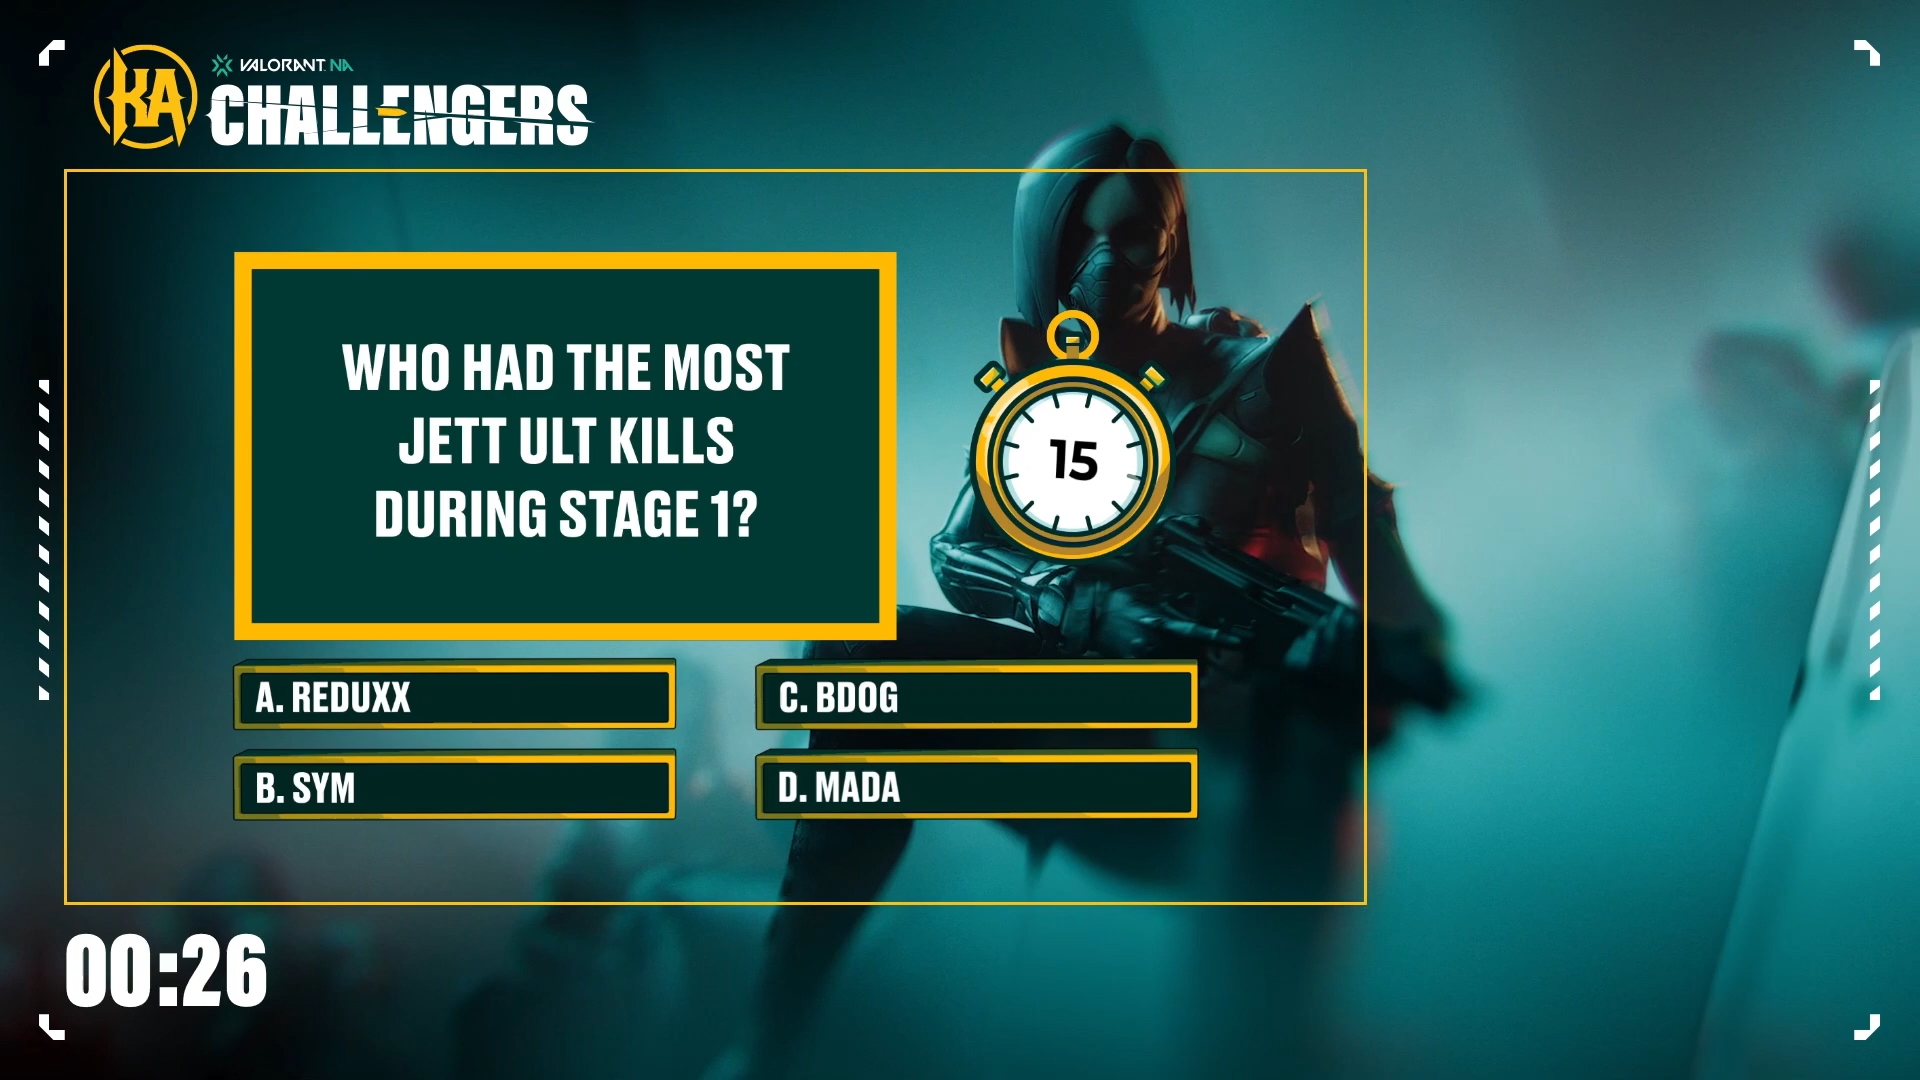 KA
VALORANT NA
CHALLENGERS
WHO HAD THE MOST
JETT ULT KILLS
DURING STAGE 1?
15
A. REDUXX
C. BDOG
B. SYM
D. MADA
00:26